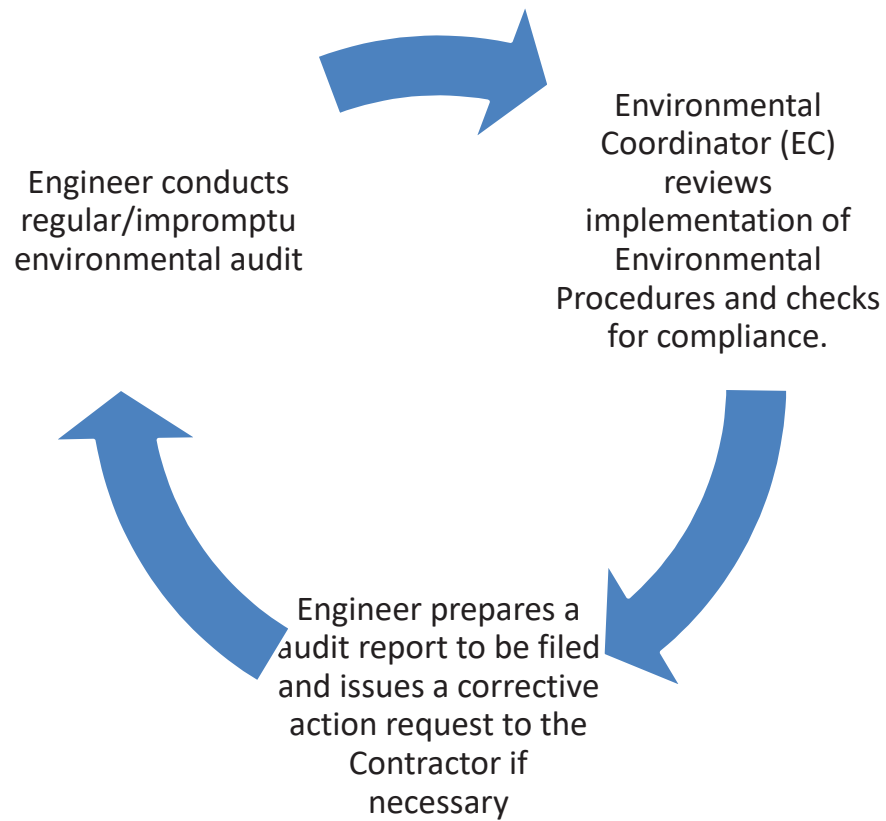 Engineer conducts
regular/impromptu
environmental audit
Environmental
Coordinator (EC)
reviews
implementation of
Environmental
Procedures and checks
for compliance.
Engineer prepares a
audit report to be filed
and issues a corrective
action request to the
Contractor if
necessary